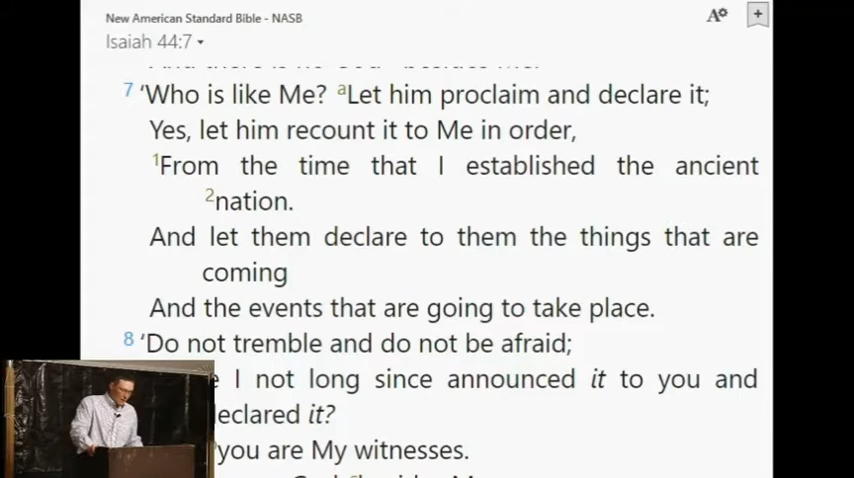 New American Standard Bible - NASB
Isaiah 44:7
7 ‘Who is like Me? aLet him proclaim and declare it;
Yes, let him recount it to Me in order,
1From the time that I established the ancient
2nation.
And let them declare to them the things that are
coming
And the events that are going to take place.
8 ‘Do not tremble and do not be afraid;
I not long since announced it to you and
declared it?
you are My witnesses.